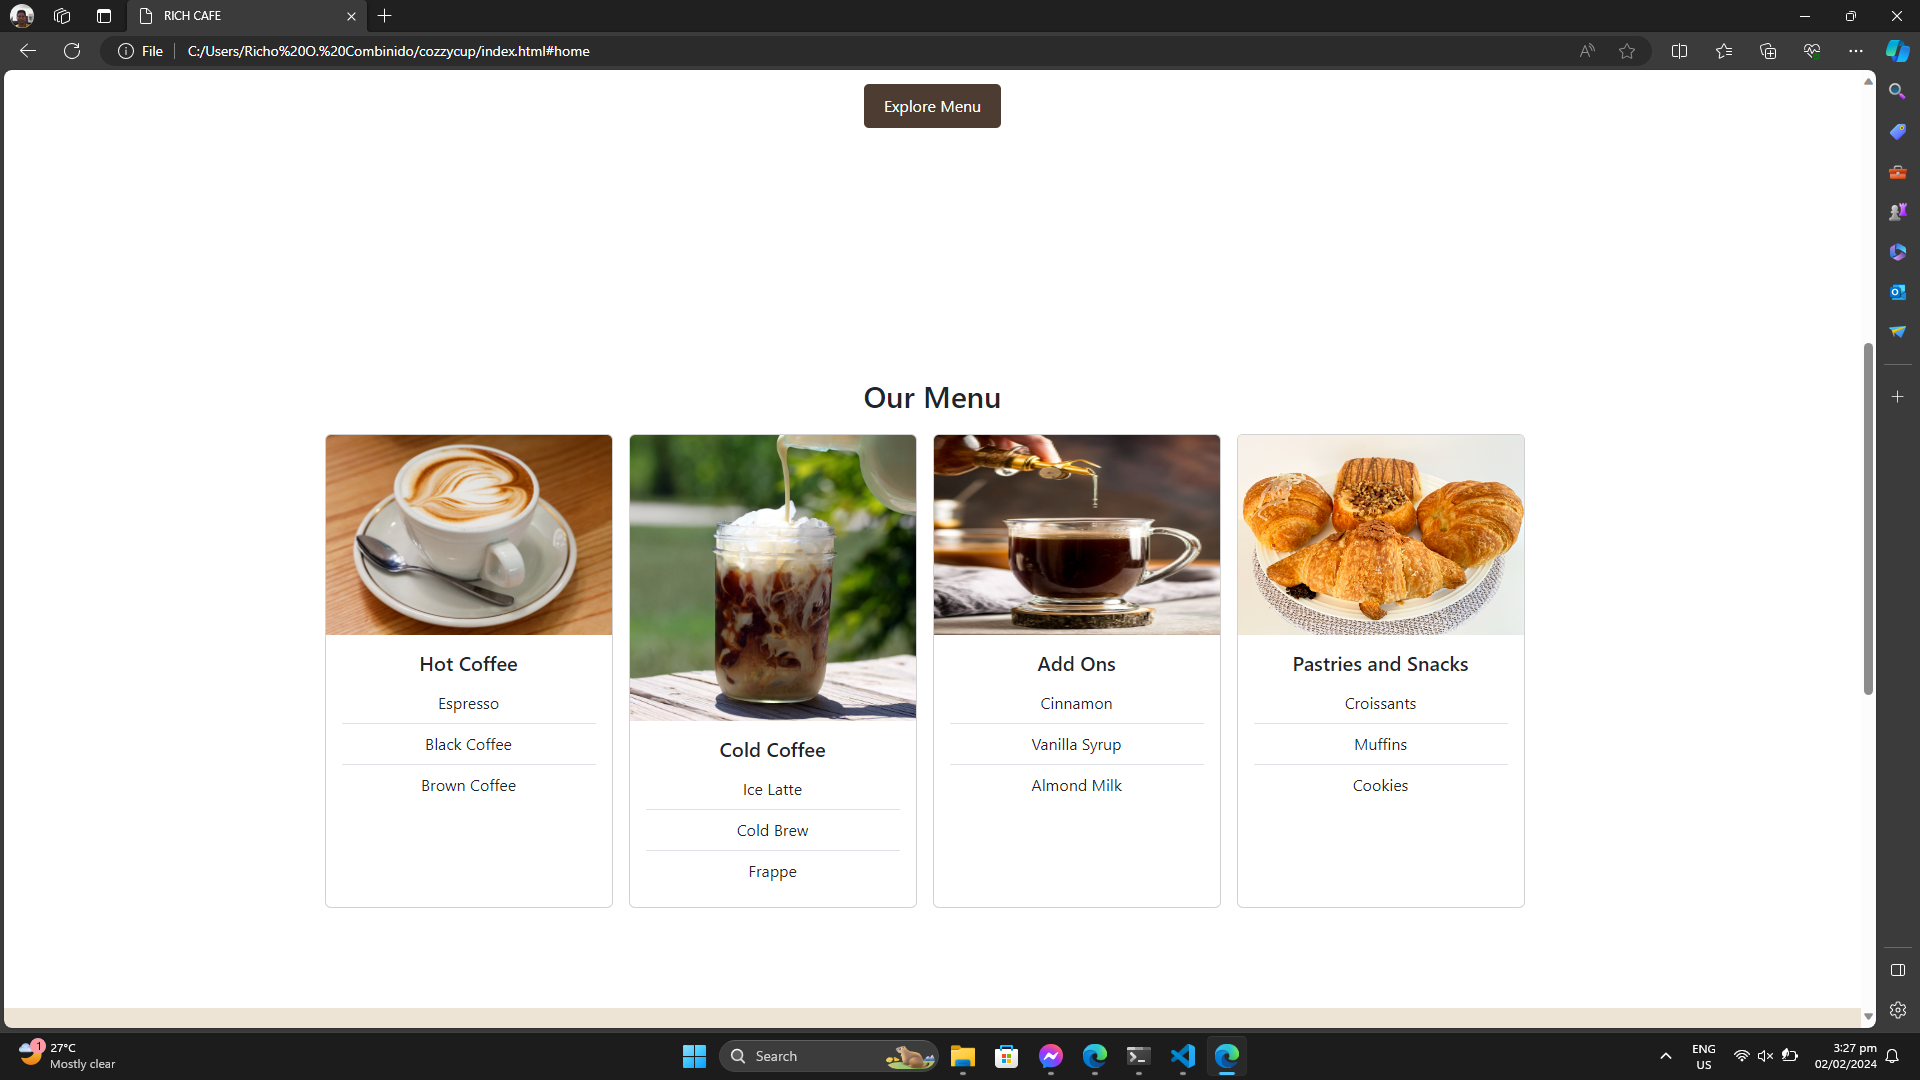 RICH CAFE
File
C:/Users/Richo%20O.%20Combinido/cozzycup/index.html#home
Explore Menu
Our Menu
Hot Coffee
Espresso
Black Coffee
Brown Coffee
Cold Coffee
Ice Latte
Cold Brew
Frappe
Add Ons
Cinnamon
Vanilla Syrup
Almond Milk
Pastries and Snacks
Croissants
Muffins
Cookies
1
27°C
Mostly clear
Search
ENG
US
3:27 pm
02/02/2024